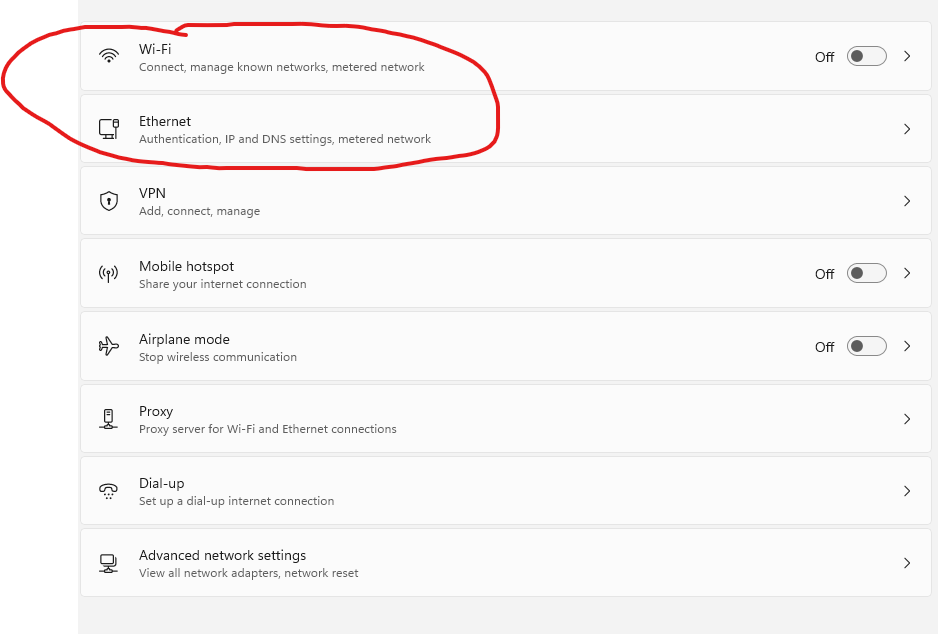 Wi-Fi
Off
Connect, manage known networks, metered network
Ethernet
Authentication, IP and DNS settings, metered network
VPN
Add, connect, manage
Mobile hotspot
Off
Share your internet connection
Airplane mode
Off
Stop wireless communication
Proxy
Proxy server for Wi-Fi and Ethernet connections
Dial-up
Set up a dial-up internet connection
Advanced network settings
View all network adapters, network reset